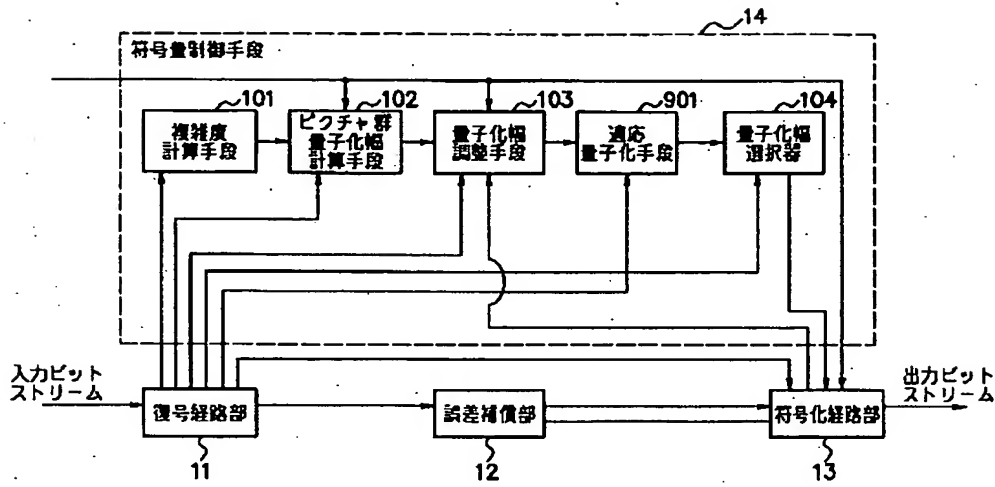 14
符号量制御手段
101
複雑度
計算手段
102
ピクチャ群
量子化幅
計算手段
103
量子化幅
調整手段
901
適応
量子化手段
104
量子化幅
選択器
入力ビット
ストリーム
復号経路部
11
誤差補償部
12
符号化経路部
13
出力ビット
ストリーム